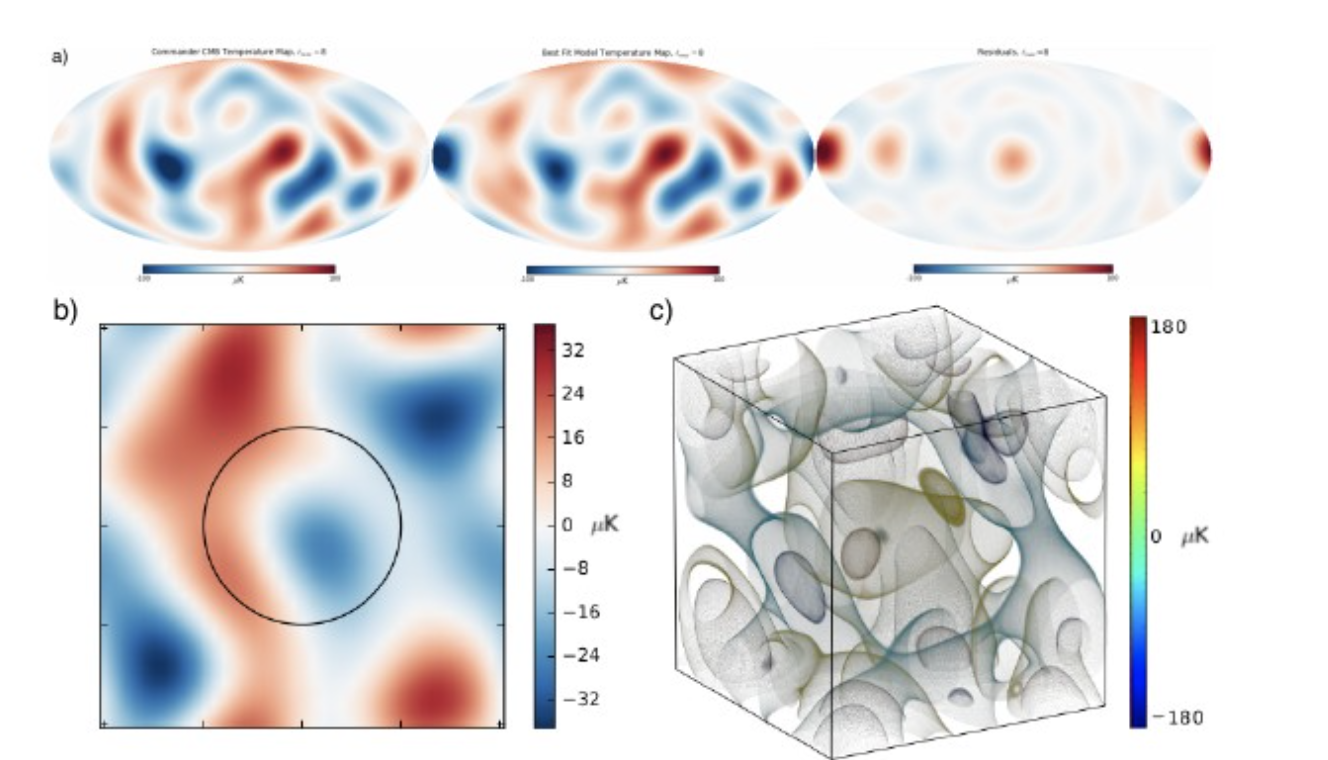 a)
Commander CMB Temperature Map, ℓmax = 8
Best Fit Model Temperature Map, ℓmax = 8
Residuals, ℓmax = 8
μK
μK
μK
b)
32
24
16
8
0
−8
−16
−24
−32
μK
c)
180
0
−180
μK